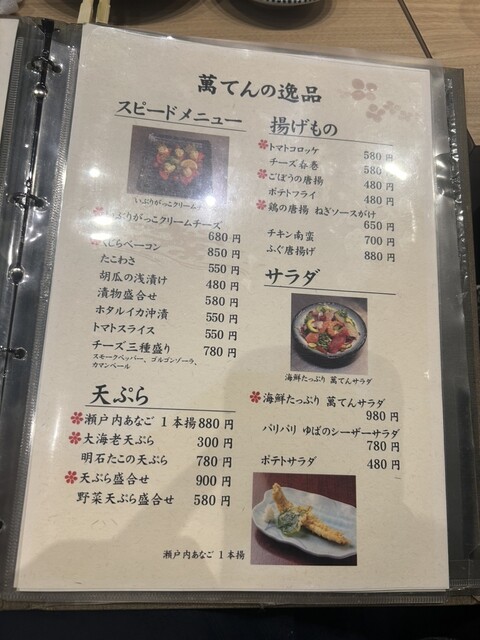 萬てんの逸品
スピードメニュー
いぶりがっこクリームチーズ
680円
くじらベーコン 850円
たこわさ 550円
胡瓜の浅漬け 480円
漬物盛合せ 580円
ホタルイカ沖漬 550円
トマトスライス 550円
チーズ三種盛り 780円
スモークペッパー、ゴルゴンゾーラ、
カマンベール
天ぷら
瀬戸内あなご 1本揚 880円
大海老天ぷら 300円
明石たこの天ぷら 780円
天ぷら盛合せ 900円
野菜天ぷら盛合せ 580円
揚げもの
トマトコロッケ 580円
チーズ春巻 580
ごぼうの唐揚 480円
ポテトフライ 480円
鶏の唐揚 ねぎソースがけ
650円
チキン南蛮 700円
ふぐ唐揚げ 880円
サラダ
海鮮たっぷり 萬てんサラダ
海鮮たっぷり 萬てんサラダ
980円
パリパリ ゆばのシーザーサラダ
780円
ポテトサラダ 480円
瀬戸内あなご 1本揚